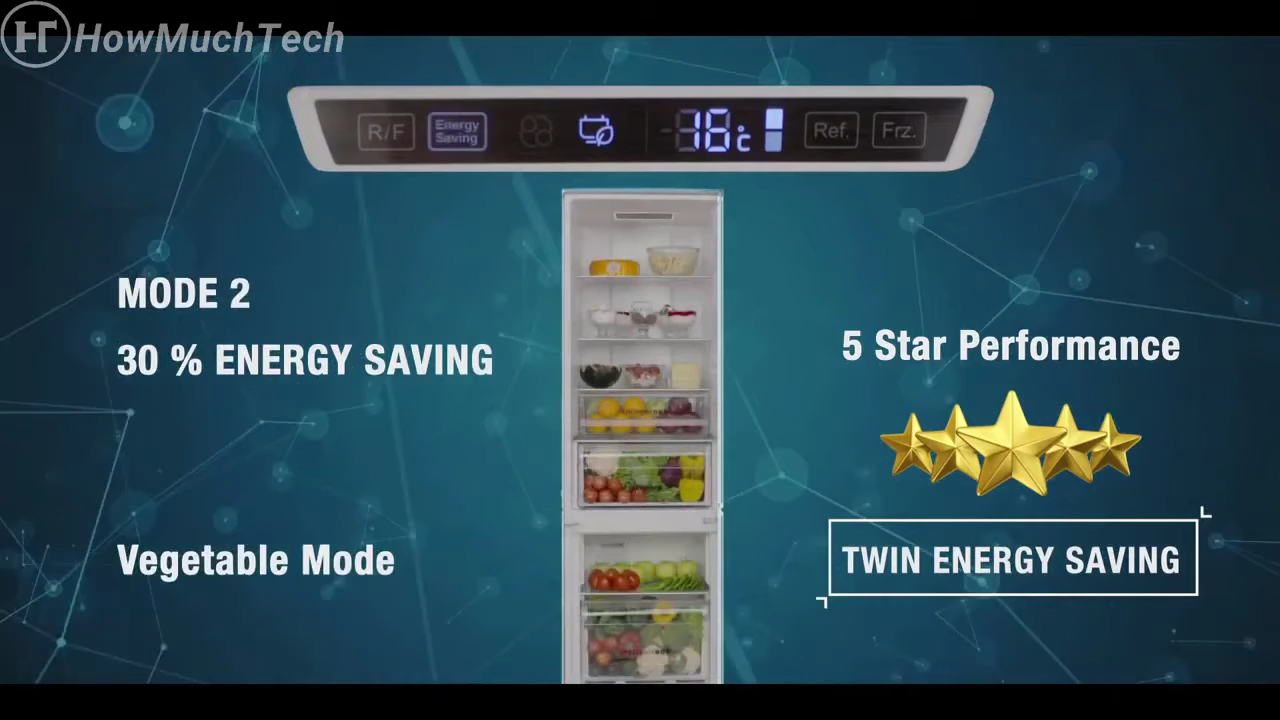 HowMuchTech
R/F
Energy
Saving
-18°c
Ref.
Frz.
MODE 2
30 % ENERGY SAVING
5 Star Performance
Vegetable Mode
TWIN ENERGY SAVING